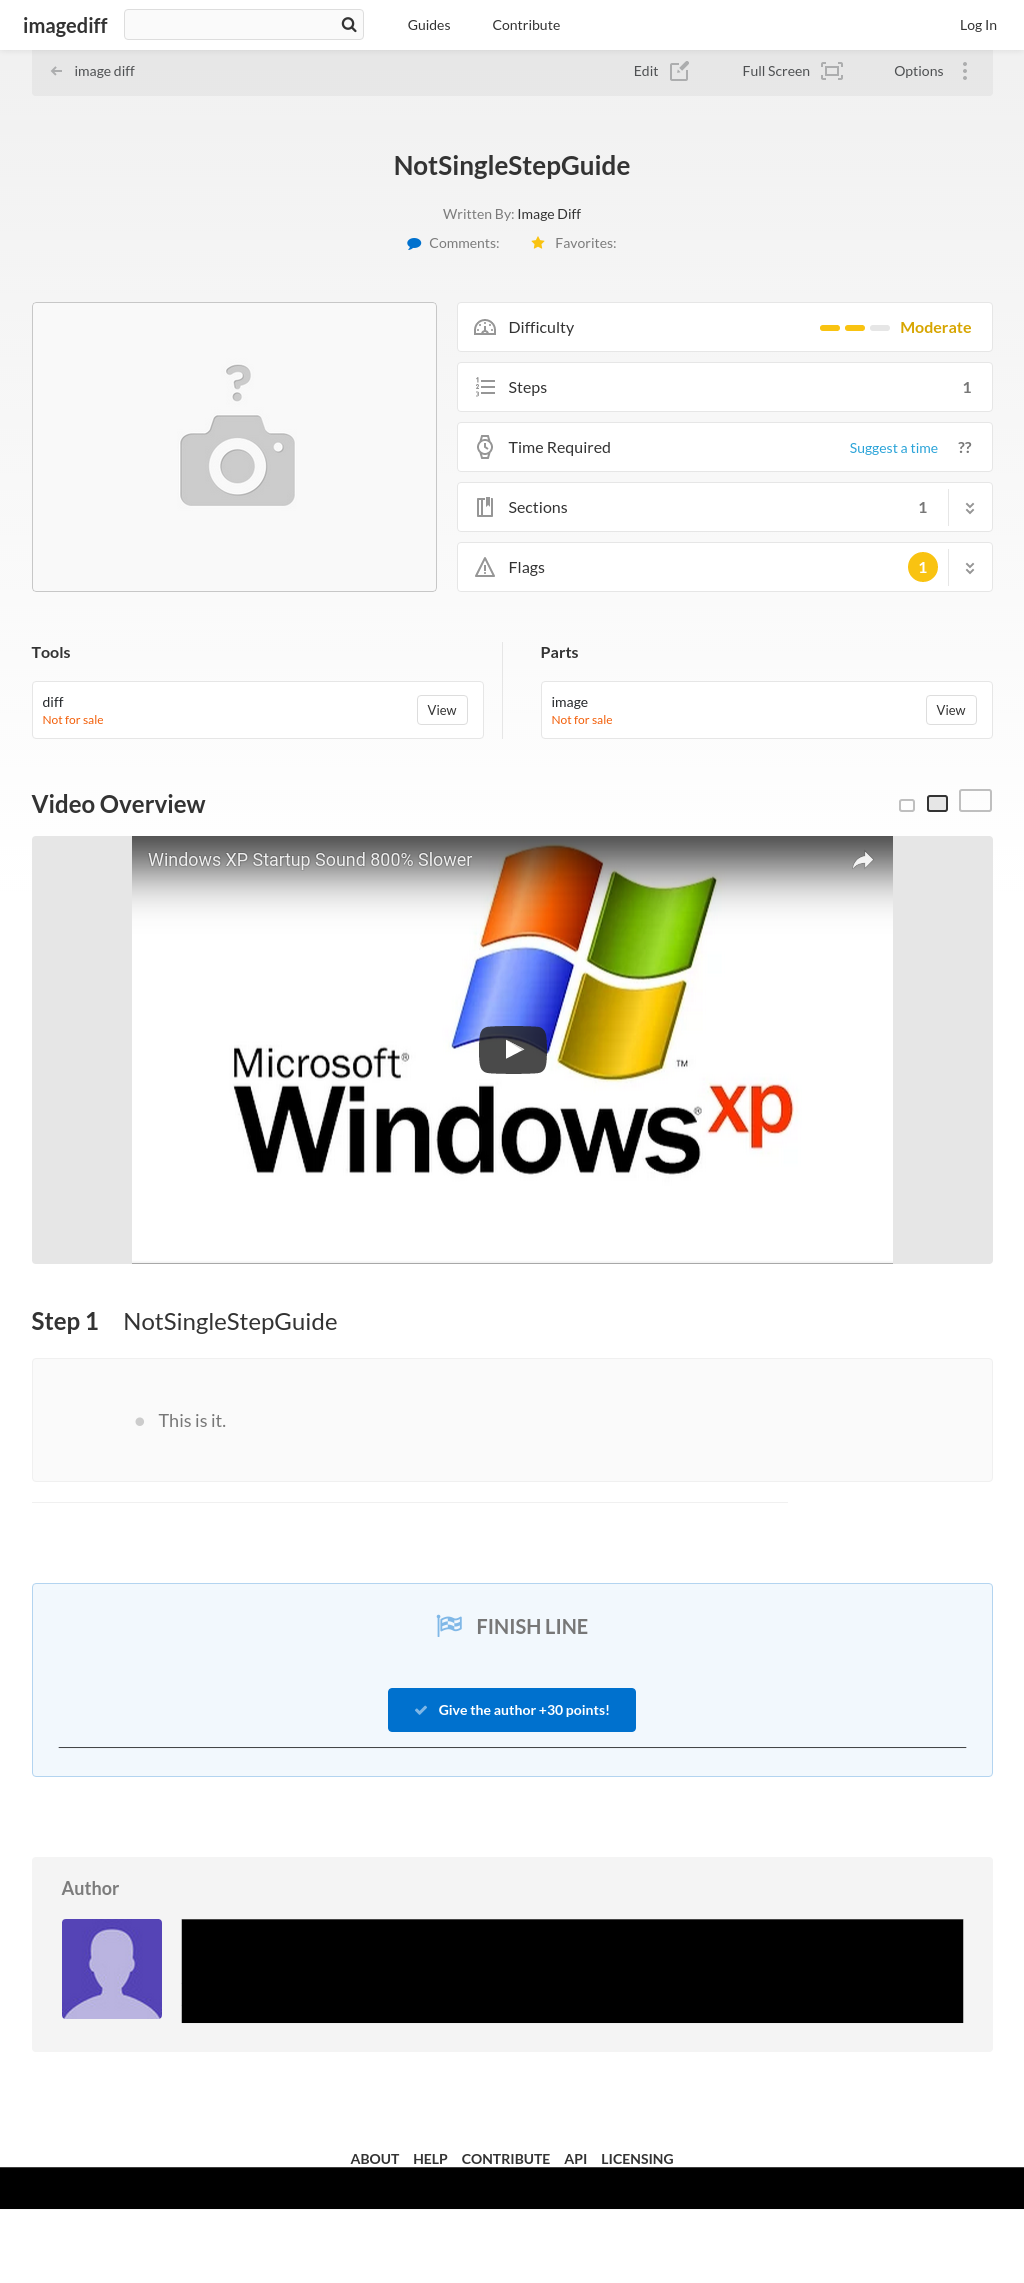 imagediff
Guides
Contribute
Log In
image diff
Edit
Full Screen
Options
NotSingleStepGuide
Written By: Image Diff
Comments:
Favorites:
?
Difficulty
Moderate
Steps
1
Time Required
Suggest a time
??
Sections
1
Flags
1
Tools
Parts
diff
Not for sale
View
image
Not for sale
View
Video Overview
Windows XP Startup Sound 800% Slower
Microsoft®
Windows® xp
™
Step 1 NotSingleStepGuide
This is it.
FINISH LINE
Give the author +30 points!
Author
ABOUT HELP CONTRIBUTE API LICENSING